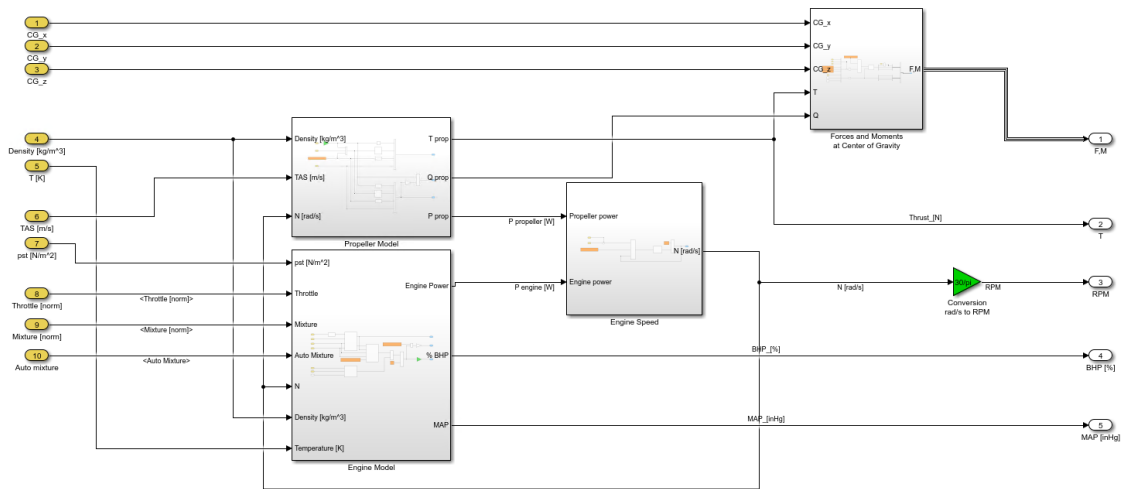 1
CG_x
2
CG_y
3
CG_z
CG_x
CG_y
CG_z
T
Q
F,M
Forces and Moments
at Center of Gravity
1
F,M
4
Density [kg/m^3]
5
T [K]
6
TAS [m/s]
7
pst [N/m^2]
8
Throttle [norm]
9
Mixture [norm]
10
Auto mixture
<Throttle [norm]>
<Mixture [norm]>
<Auto Mixture>
Density [kg/m^3]
TAS [m/s]
N [rad/s]
T prop
Q prop
P prop
Propeller Model
pst [N/m^2]
Throttle
Mixture
Auto Mixture
N
Density [kg/m^3]
Temperature [K]
Engine Power
% BHP
MAP
Engine Model
P propeller [W]
P engine [W]
Propeller power
Engine power
N [rad/s]
Engine Speed
Thrust_[N]
2
T
N [rad/s]
30/pi
Conversion
rad/s to RPM
RPM
3
RPM
BHP_[%]
4
BHP [%]
MAP_[inHg]
5
MAP [inHg]